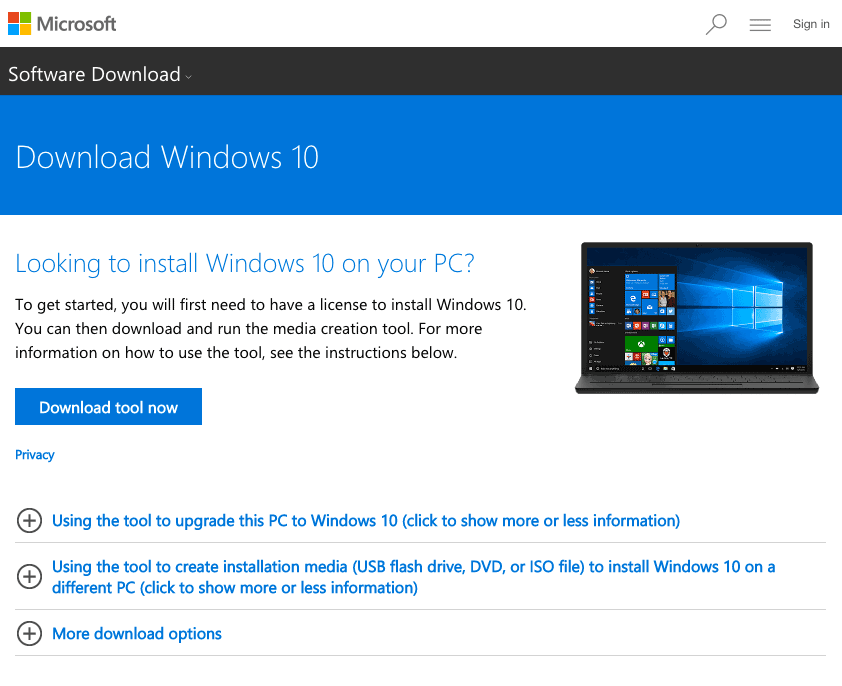 Microsoft
Sign in
Software Download
Download Windows 10
Looking to install Windows 10 on your PC?
To get started, you will first need to have a license to install Windows 10.
You can then download and run the media creation tool. For more
information on how to use the tool, see the instructions below.
Download tool now
Privacy
Using the tool to upgrade this PC to Windows 10 (click to show more or less information)
Using the tool to create installation media (USB flash drive, DVD, or ISO file) to install Windows 10 on a
different PC (click to show more or less information)
More download options